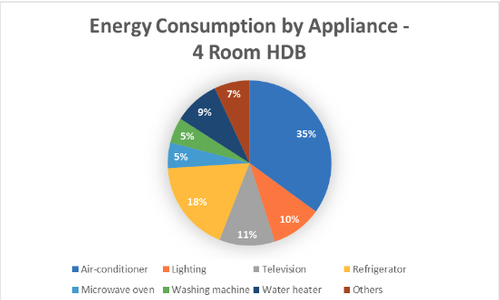 Energy Consumption by Appliance -
4 Room HDB
7%
9%
35%
5%
5%
18%
10%
11%
Air-conditioner Lighting Television Refrigerator
Microwave oven Washing machine Water heater Others